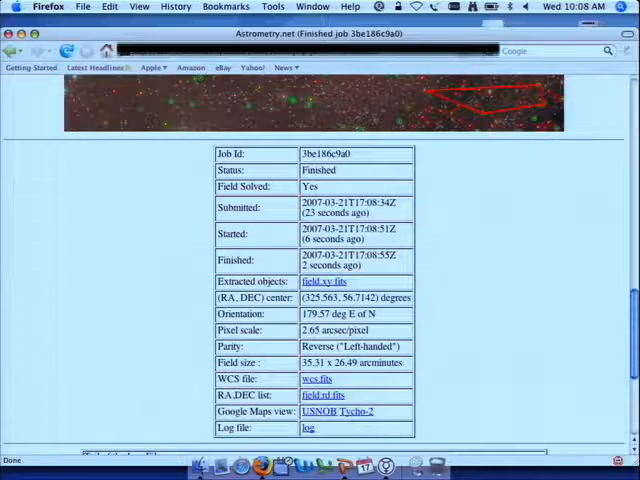 Firefox File Edit View History Bookmarks Tools Window Help Wed 10:08 AM
Astrometry.net (Finished job 3be186c9a0)
Google
Getting Started Latest Headlines Apple Amazon eBay Yahoo! News
Job Id: 3be186c9a0
Status: Finished
Field Solved: Yes
Submitted: 2007-03-21T17:08:34Z
(23 seconds ago)
Started: 2007-03-21T17:08:51Z
(6 seconds ago)
Finished: 2007-03-21T17:08:55Z
2 seconds ago)
Extracted objects: field.xy.fits
(RA, DEC) center: (325.563, 56.7142) degrees
Orientation: 179.57 deg E of N
Pixel scale: 2.65 arcsec/pixel
Parity: Reverse ("Left-handed")
Field size : 35.31 x 26.49 arcminutes
WCS file: wcs.fits
RA,DEC list: field.rd.fits
Google Maps view: USNOB Tycho-2
Log file: log
Done
17